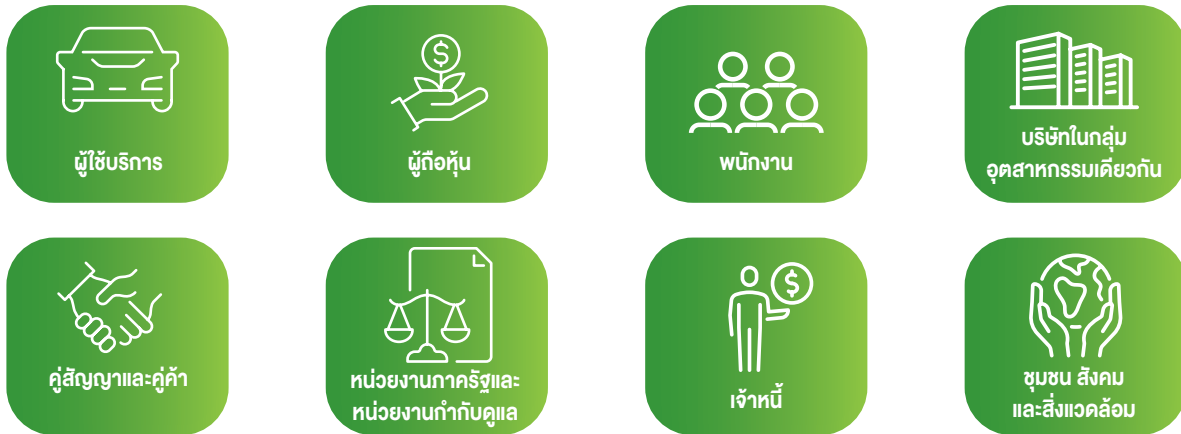 ผู้ใช้บริการ
ผู้ถือหุ้น
พนักงาน
บริษัทในกลุ่ม
อุตสาหกรรมเดียวกัน
คู่สัญญาและคู่ค้า
หน่วยงานภาครัฐและ
หน่วยงานกำกับดูแล
เจ้าหนี้
ชุมชน สังคม
และสิ่งแวดล้อม